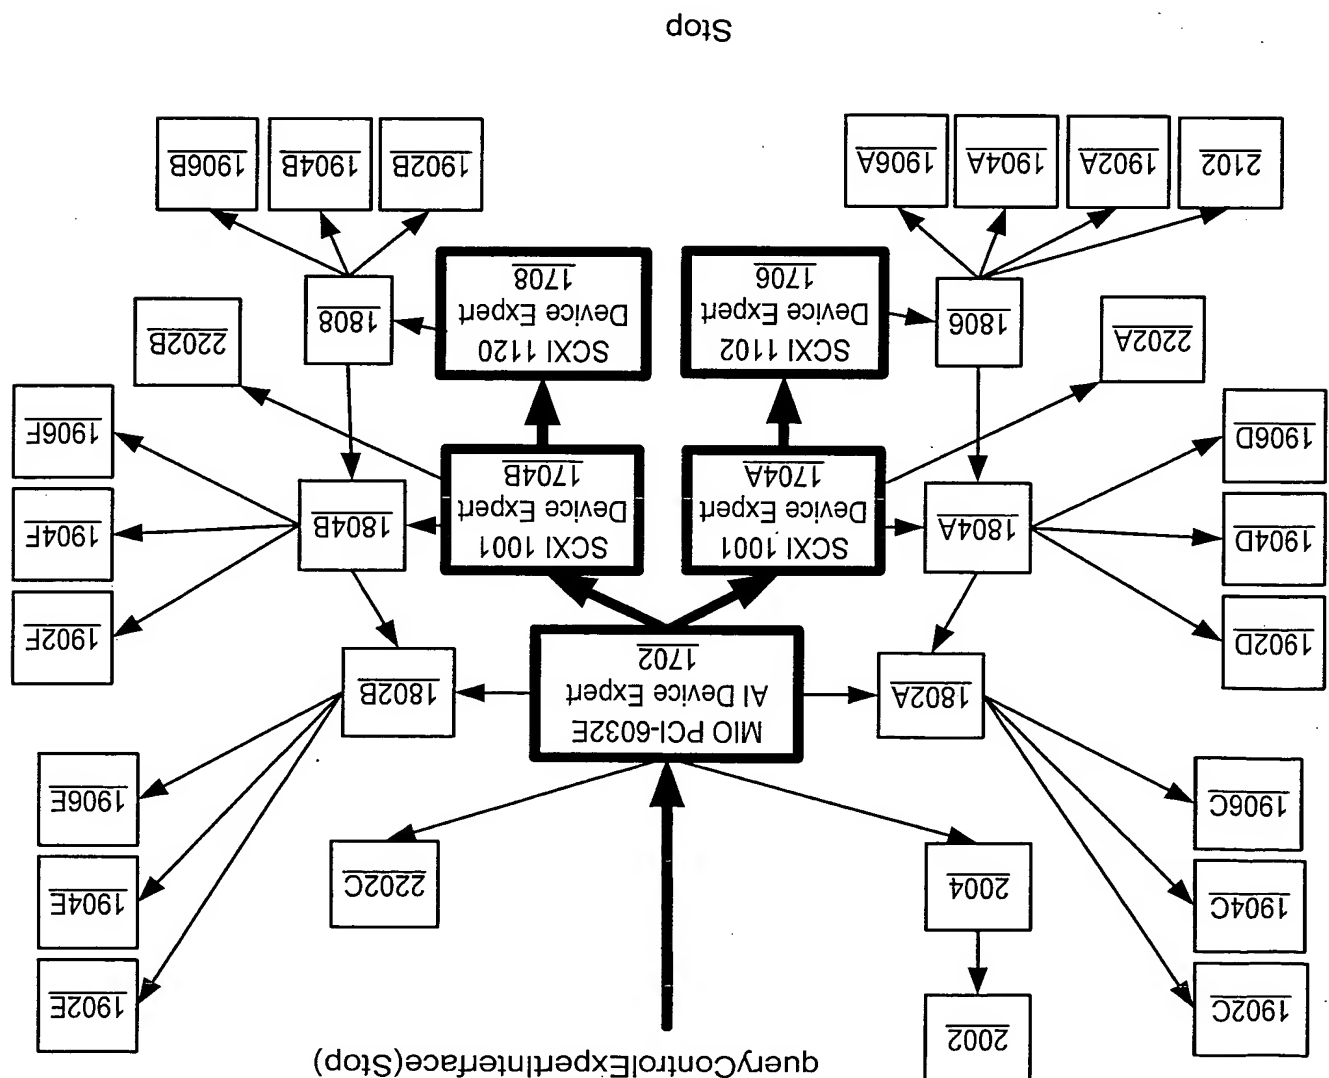 queryControlExpertInterface(Stop)
2002
1902C
1902E
1904C
2004
2202C
1904E
1906C
1906E
1802A
MIO PCI-6032E
AI Device Expert
1702
1802B
1902D
1902F
1904D
1804A
SCXI 1001
Device Expert
1704A
SCXI 1001
Device Expert
1704B
1804B
1904F
1906D
1906F
2202A
1806
SCXI 1102
Device Expert
1706
SCXI 1120
Device Expert
1708
1808
2202B
2102
1902A
1904A
1906A
1902B
1904B
1906B
Stop